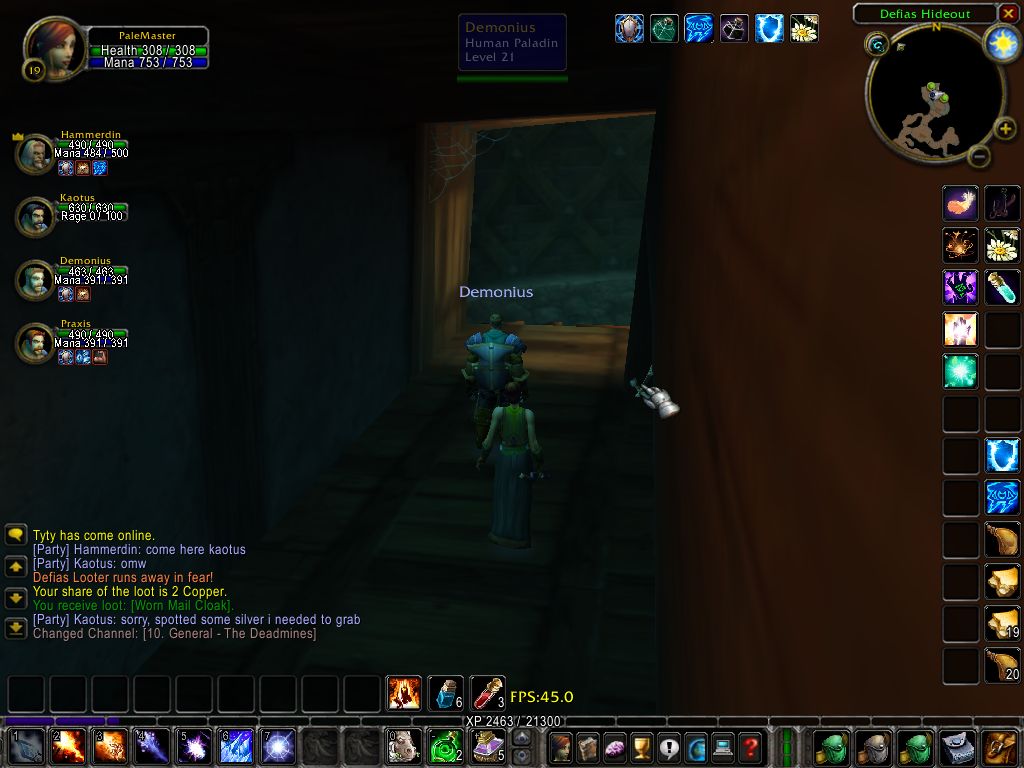 PaleMaster
Health 308 / 308
Mana 753 / 753
19
Demonius
Human Paladin
Level 21
Defias Hideout
N
Hammerdin
490 / 490
Mana 484 / 500
Kaotus
630 / 630
Rage 0 / 100
Demonius
463 / 463
Mana 391 / 391
Praxis
490 / 490
Mana 391 / 391
Demonius
Tyty has come online.
[Party] Hammerdin: come here kaotus
[Party] Kaotus: omw
Defias Looter runs away in fear!
Your share of the loot is 2 Copper.
You receive loot: [Worn Mail Cloak].
[Party] Kaotus: sorry, spotted some silver i needed to grab
Changed Channel: [10. General - The Deadmines]
19
20
6
3
FPS:45.0
XP 2463 / 21300
1 2 3 4 5 6 7 0 2 5